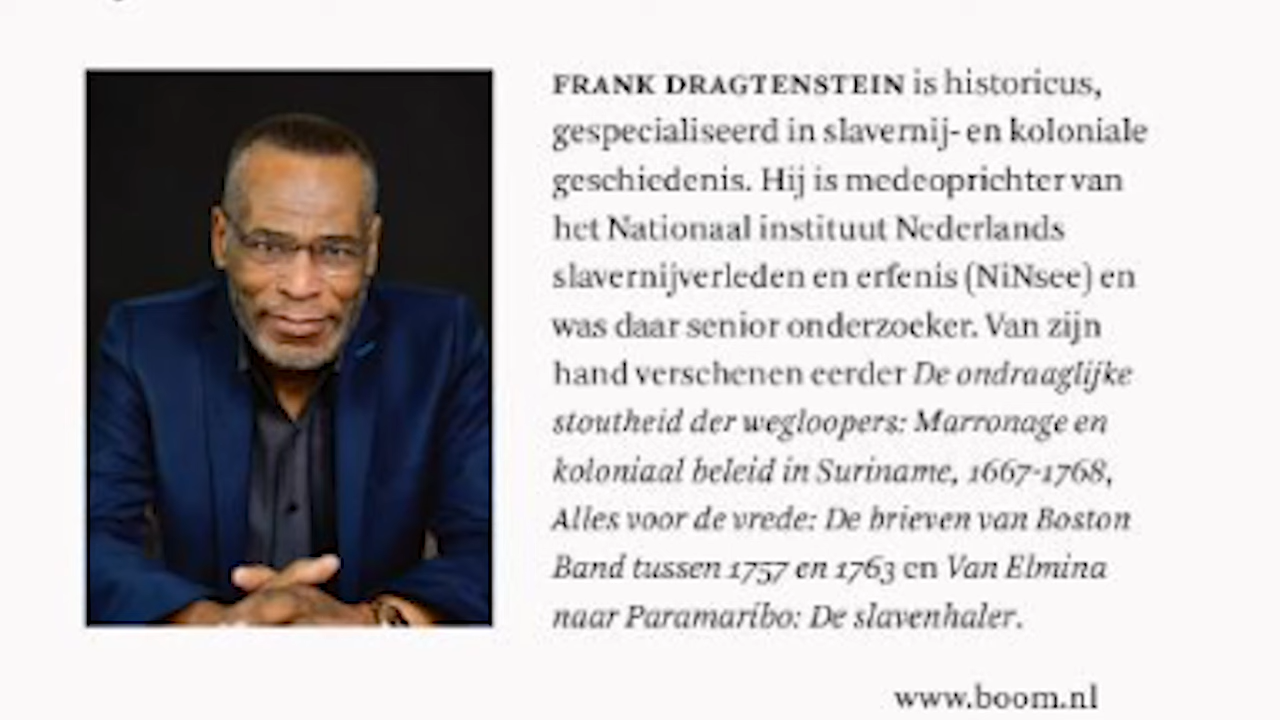 FRANK DRAGTENSTEIN is historicus,
gespecialiseerd in slavernij- en koloniale
geschiedenis. Hij is medeoprichter van
het Nationaal instituut Nederlands
slavernijverleden en erfenis (NiNsee) en
was daar senior onderzoeker. Van zijn
hand verschenen eerder De ondraaglijke
stoutheid der wegloopers: Marronage en
koloniaal beleid in Suriname, 1667-1768,
Alles voor de vrede: De brieven van Boston
Band tussen 1757 en 1763 en Van Elmina
naar Paramaribo: De slavenhaler.
www.boom.nl